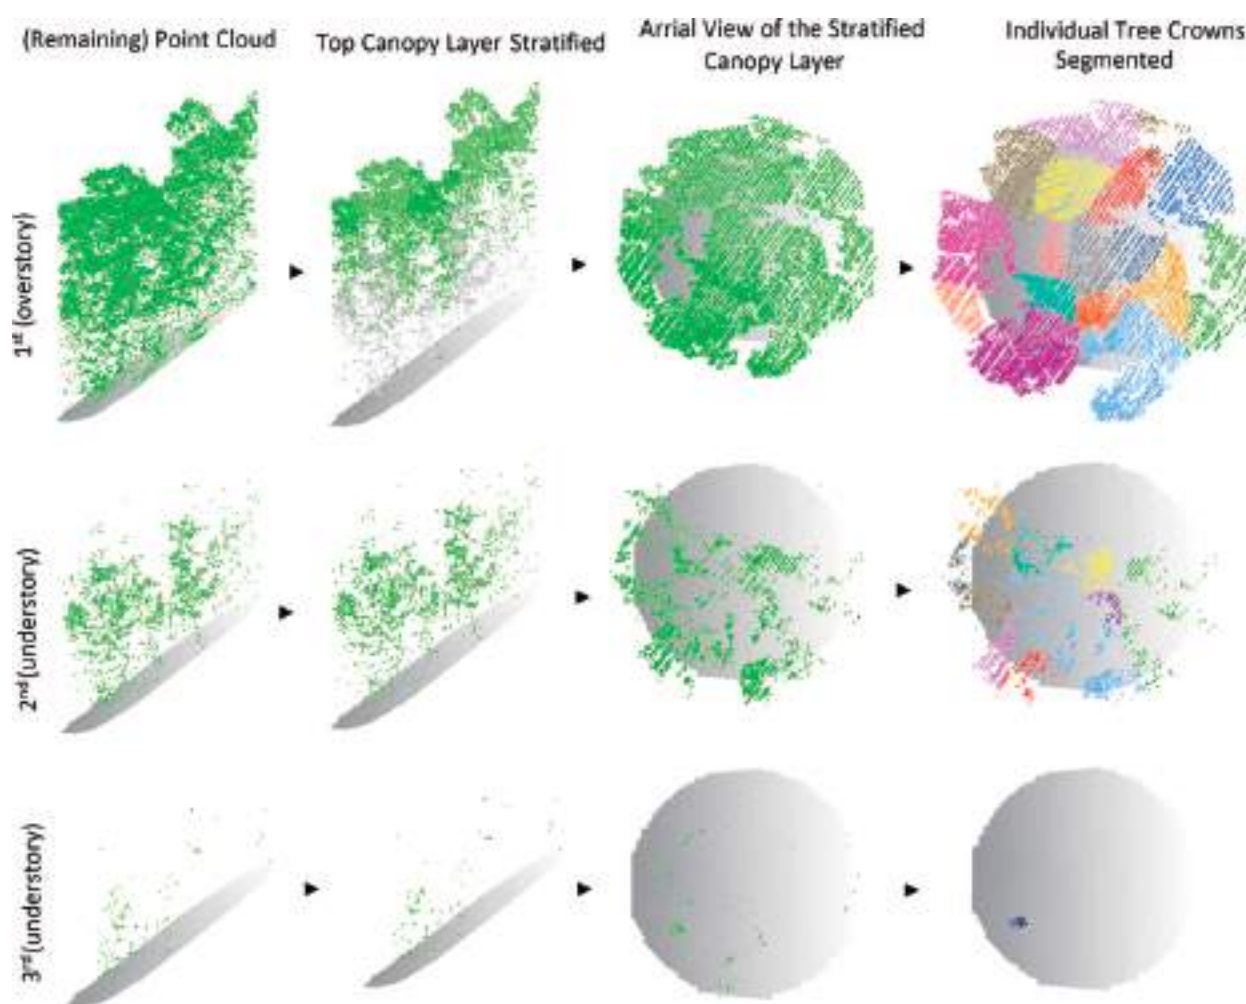 (Remaining) Point Cloud
Top Canopy Layer Stratified
Arrial View of the Stratified
Canopy Layer
Individual Tree Crowns
Segmented
1st (overstory)
2nd (understory)
3rd (understory)